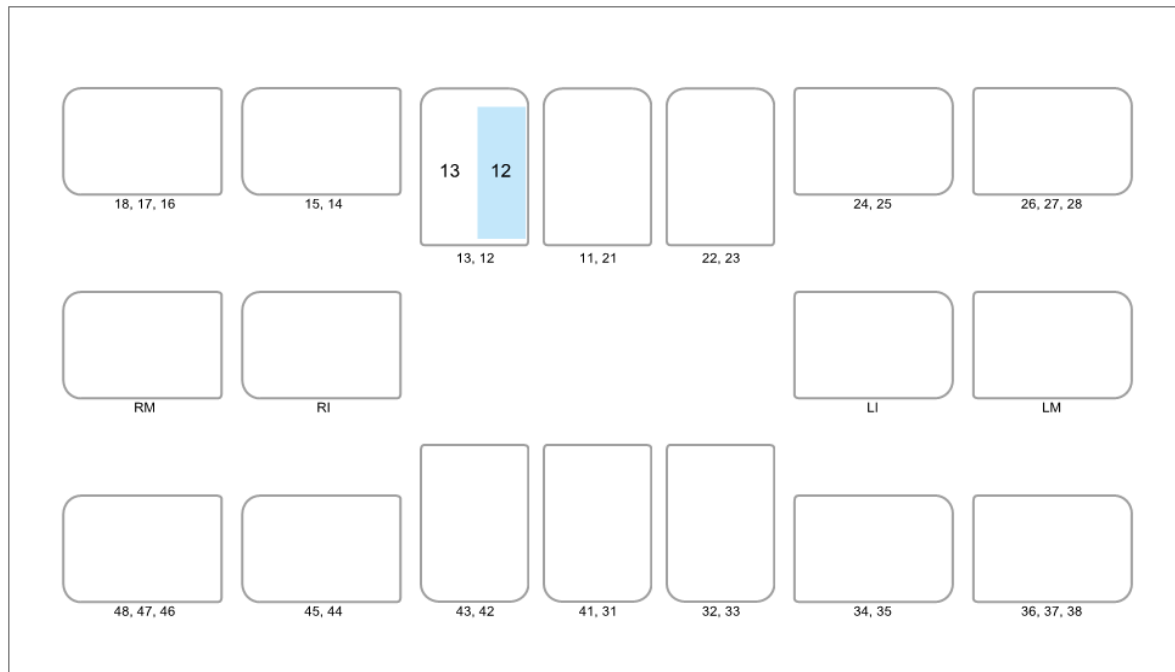 13 12
18, 17, 16 15, 14 24, 25 26, 27, 28
13, 12 11, 21 22, 23
RM RI LI LM
48, 47, 46 45, 44 43, 42 41, 31 32, 33 34, 35 36, 37, 38